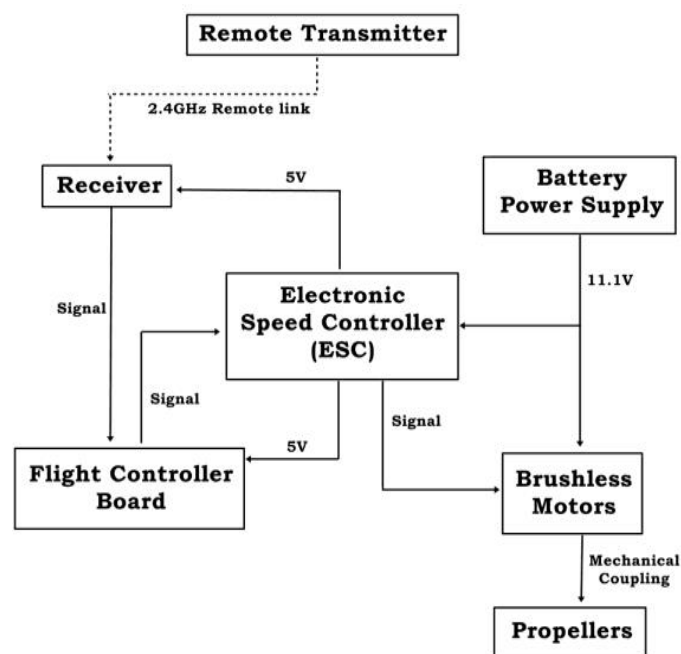 Remote Transmitter
2.4GHz Remote link
Receiver
5V
Battery
Power Supply
11.1V
Signal
Electronic
Speed Controller
(ESC)
Signal
Signal
5V
Flight Controller
Board
Brushless
Motors
Mechanical
Coupling
Propellers